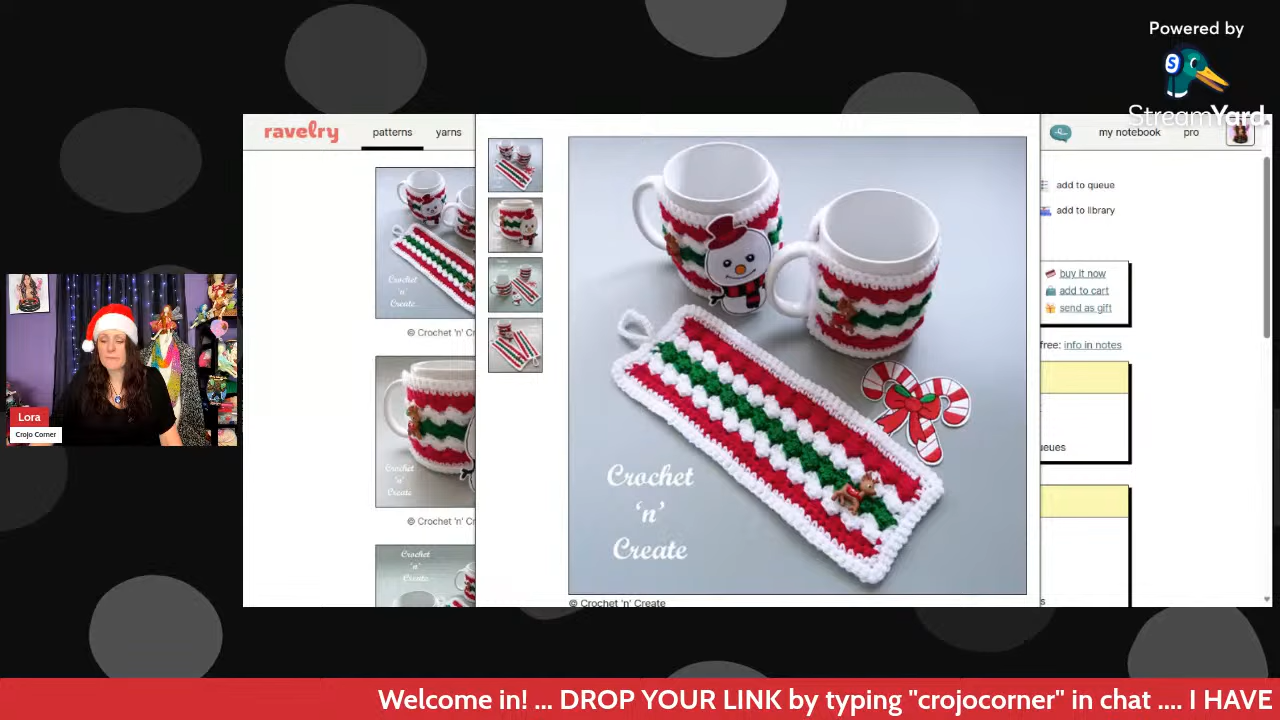 Powered by
StreamYard
ravelry
patterns
yarns
my notebook
pro
add to queue
add to library
buy it now
add to cart
send as gift
free: info in notes
Crochet
'n'
Create
© Crochet 'n' C
Crochet
'n'
Create
© Crochet 'n' C
Crochet
'n'
Create
Crochet
'n'
Create
© Crochet 'n' Create
ueues
s
Lora
Crojo Corner
Welcome in! ... DROP YOUR LINK by typing "crojocorner" in chat .... I HAVE